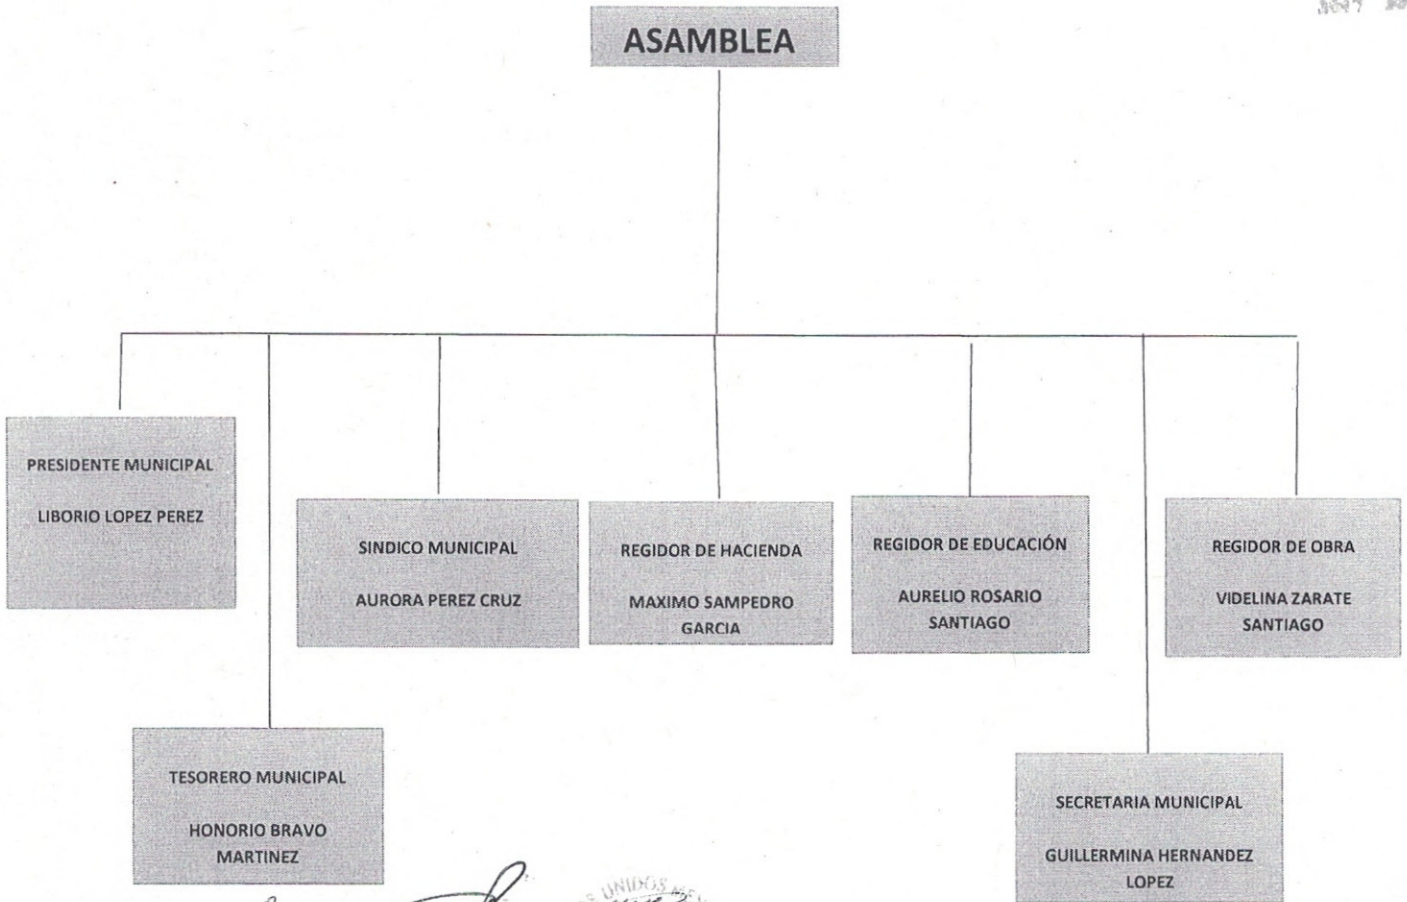 ASAMBLEA
PRESIDENTE MUNICIPAL
LIBORIO LOPEZ PEREZ
SINDICO MUNICIPAL
AURORA PEREZ CRUZ
REGIDOR DE HACIENDA
MAXIMO SAMPEDRO
GARCIA
REGIDOR DE EDUCACIÓN
AURELIO ROSARIO
SANTIAGO
REGIDOR DE OBRA
VIDELINA ZARATE
SANTIAGO
TESORERO MUNICIPAL
HONORIO BRAVO
MARTINEZ
SECRETARIA MUNICIPAL
GUILLERMINA HERNANDEZ
LOPEZ
UNIDOS